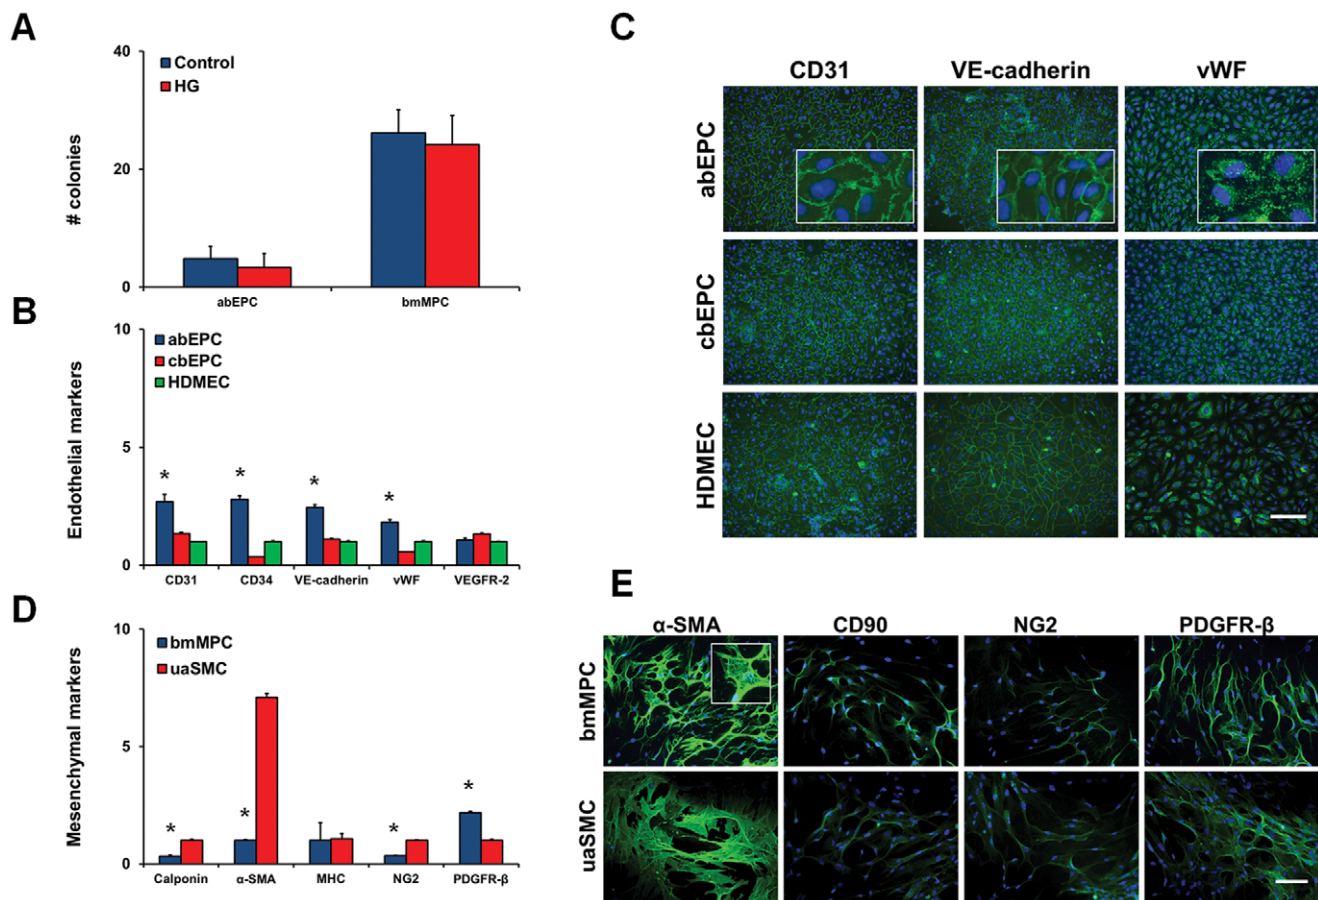 A
40
Control
HG
20
# colonies
0
abEPC
bmMPC
B
10
abEPC
cbEPC
HDMEC
Endothelial markers
5
*
*
*
*
0
CD31
CD34
VE-cadherin
vWF
VEGFR-2
C
CD31
VE-cadherin
vWF
abEPC
cbEPC
HDMEC
D
10
bmMPC
uaSMC
Mesenchymal markers
5
*
*
*
*
0
Calponin
α-SMA
MHC
NG2
PDGFR-β
E
α-SMA
CD90
NG2
PDGFR-β
bmMPC
uaSMC